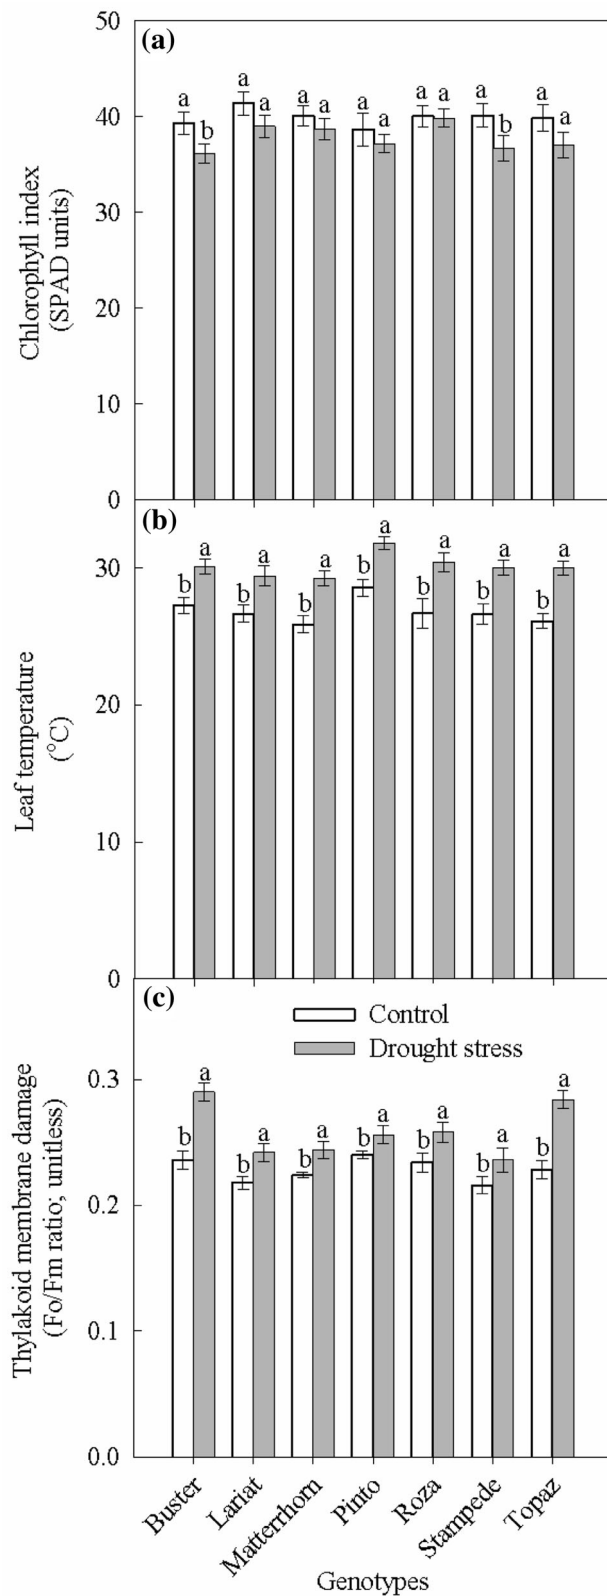 (a)
Chlorophyll index
(SPAD units)
50
40
30
20
10
0
a b a a a a a a a a a b a a
(b)
Leaf temperature
(°C)
30
20
10
0
b a b a b a b a b a b a b a
(c)
Control
Drought stress
Thylakoid membrane damage
(Fo/Fm ratio; unitless)
0.3
0.2
0.1
0.0
b a b a b a b a b a b a b a
Buster
Lariat
Matterrhorn
Pinto
Roza
Stampede
Topaz
Genotypes